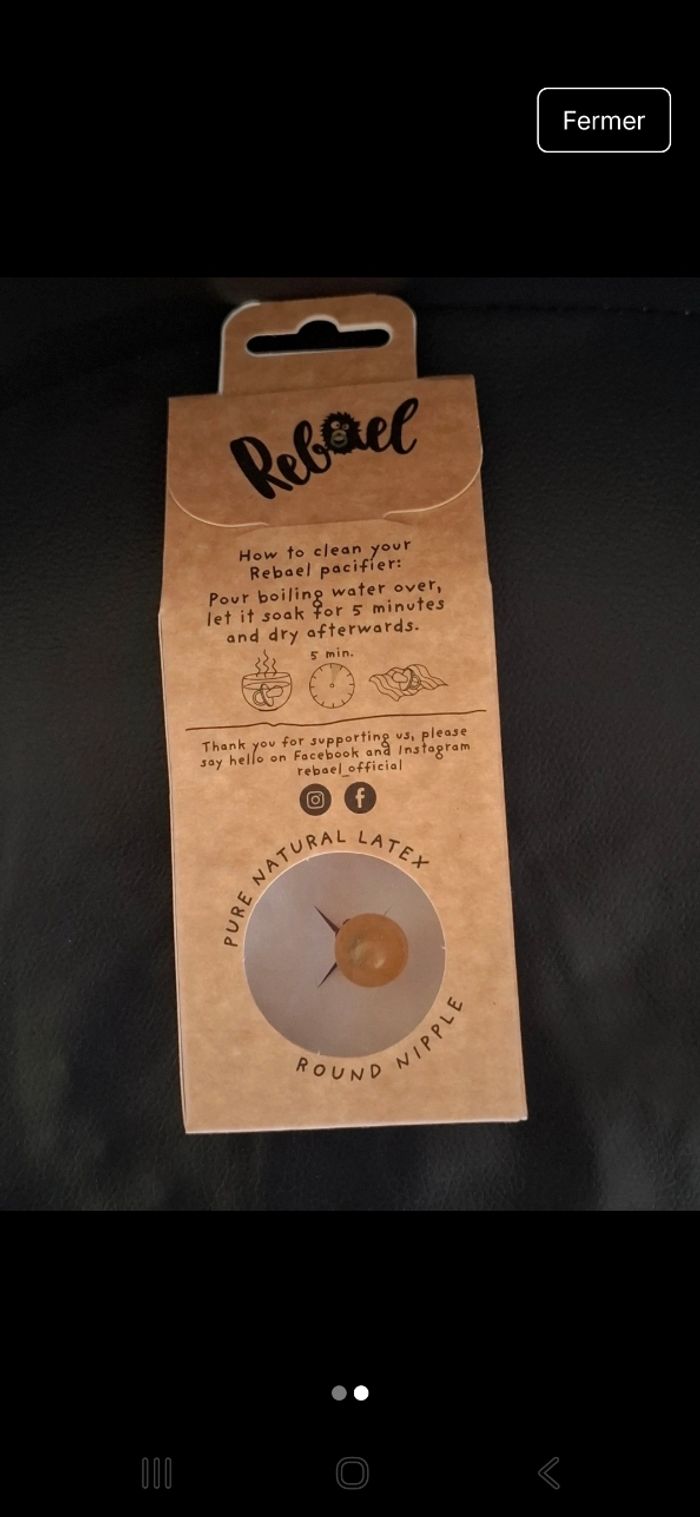 Fermer
Rebael
How to clean your
Rebael pacifier:
Pour boiling water over,
let it soak for 5 minutes
and dry afterwards.
5 min.
Thank you for supporting us, please
say hello on Facebook and Instagram
rebael_official
PURE NATURAL LATEX
ROUND NIPPLE